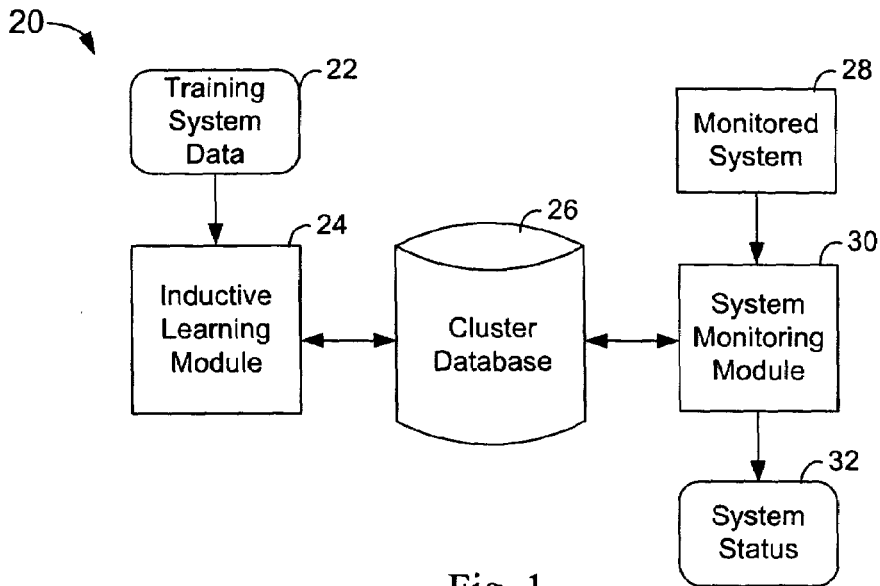 20
22
Training
System
Data
28
Monitored
System
24
Inductive
Learning
Module
26
Cluster
Database
30
System
Monitoring
Module
32
System
Status
Fig. 1